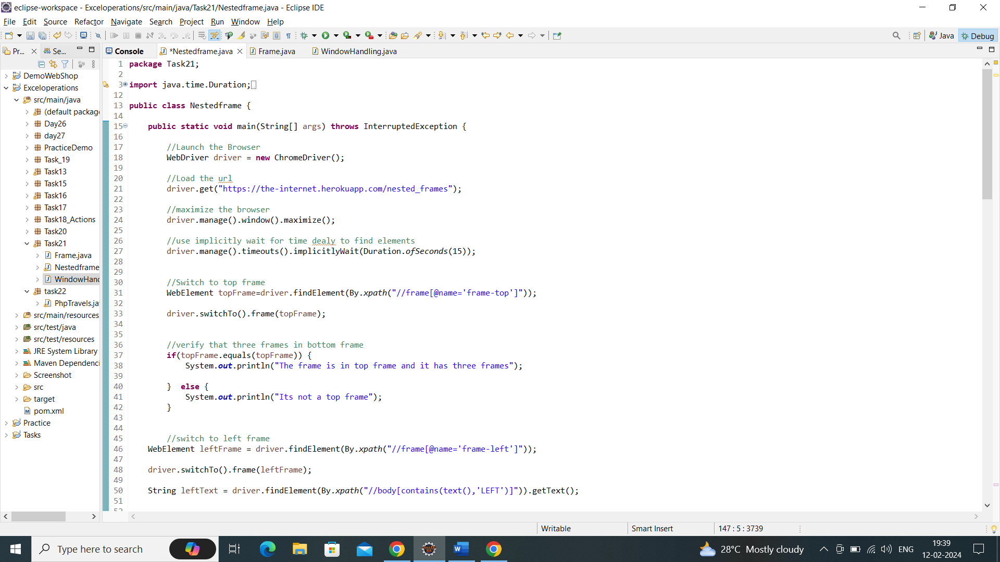 eclipse-workspace - Exceloperations/src/main/java/Task21/Nestedframe.java - Eclipse IDE
File Edit Source Refactor Navigate Search Project Run Window Help
Java Debug
Pr... Se...
Console *Nestedframe.java Frame.java WindowHandling.java
DemoWebShop
Exceloperations
src/main/java
(default package
Day26
day27
PracticeDemo
Task_19
Task13
Task15
Task16
Task17
Task18_Actions
Task20
Task21
Frame.java
Nestedframe
WindowHand
task22
PhpTravels.ja
src/main/resources
src/test/java
src/test/resources
JRE System Library
Maven Dependenci
Screenshot
src
target
pom.xml
Practice
Tasks
1 package Task21;
2
3 import java.time.Duration;
12
13 public class Nestedframe {
14
15 public static void main(String[] args) throws InterruptedException {
16
17 //Launch the Browser
18 WebDriver driver = new ChromeDriver();
19
20 //Load the url
21 driver.get("https://the-internet.herokuapp.com/nested_frames");
22
23 //maximize the browser
24 driver.manage().window().maximize();
25
26 //use implicitly wait for time dealy to find elements
27 driver.manage().timeouts().implicitlyWait(Duration.ofSeconds(15));
28
29
30 //Switch to top frame
31 WebElement topFrame=driver.findElement(By.xpath("//frame[@name='frame-top']"));
32
33 driver.switchTo().frame(topFrame);
34
35
36 //verify that three frames in bottom frame
37 if(topFrame.equals(topFrame)) {
38 System.out.println("The frame is in top frame and it has three frames");
39
40 } else {
41 System.out.println("Its not a top frame");
42 }
43
44
45 //switch to left frame
46 WebElement leftFrame = driver.findElement(By.xpath("//frame[@name='frame-left']"));
47
48 driver.switchTo().frame(leftFrame);
49
50 String leftText = driver.findElement(By.xpath("//body[contains(text(),'LEFT')]")).getText();
51
52
Writable Smart Insert 147 : 5 : 3739
Type here to search
28°C Mostly cloudy
ENG
19:39
12-02-2024